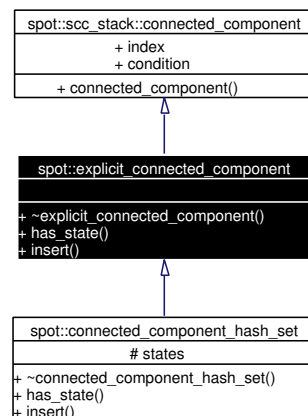 spot::scc_stack::connected_component
+ index
+ condition
+ connected_component()
spot::explicit_connected_component
+ ~explicit_connected_component()
+ has_state()
+ insert()
spot::connected_component_hash_set
# states
+ ~connected_component_hash_set()
+ has_state()
+ insert()